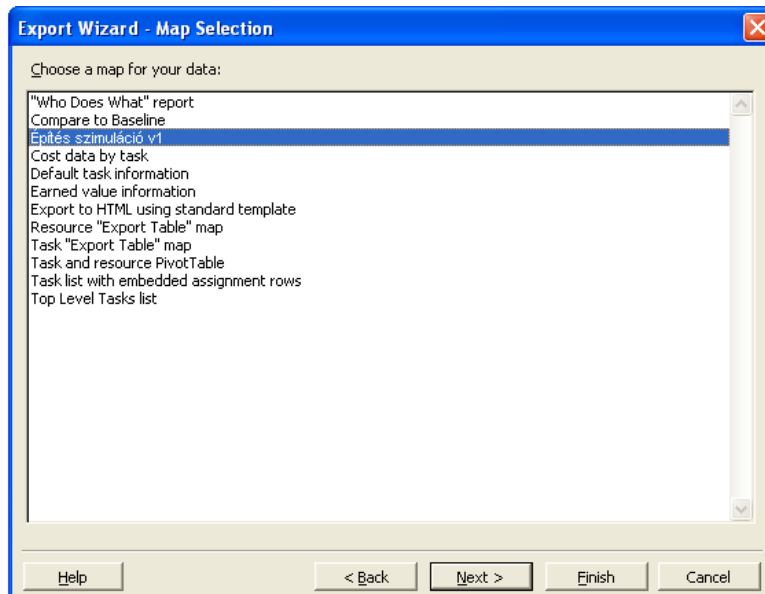 Export Wizard - Map Selection
Choose a map for your data:
"Who Does What" report
Compare to Baseline
Építés szimuláció v1
Cost data by task
Default task information
Earned value information
Export to HTML using standard template
Resource "Export Table" map
Task "Export Table" map
Task and resource PivotTable
Task list with embedded assignment rows
Top Level Tasks list
Help < Back Next > Finish Cancel